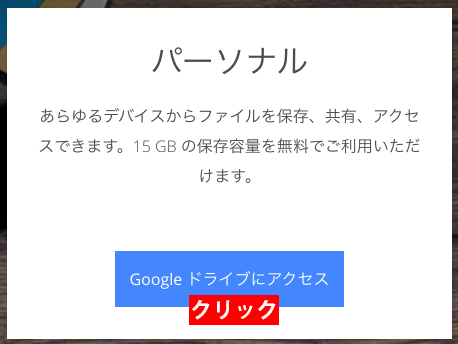 パーソナル
あらゆるデバイスからファイルを保存、共有、アクセ
スできます。15 GB の保存容量を無料でご利用いただ
けます。
Google ドライブにアクセス
クリック